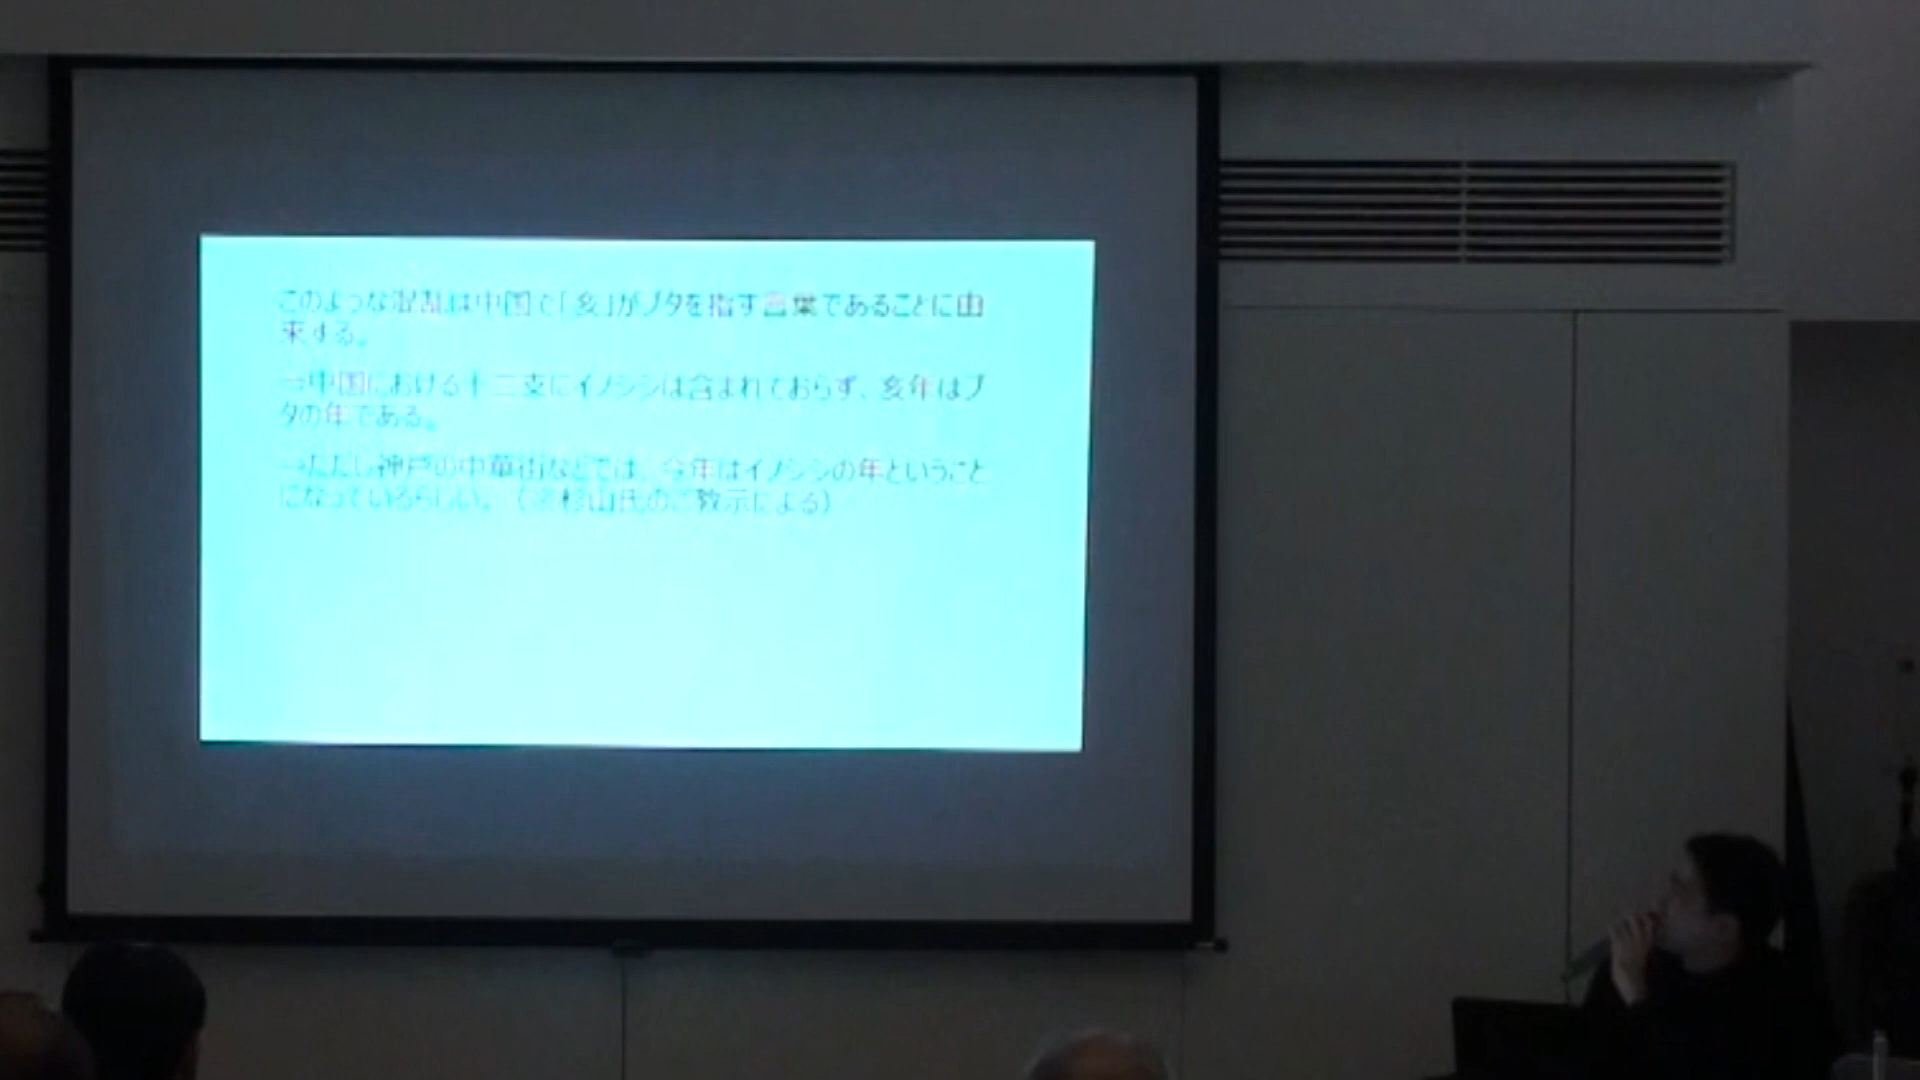 このような混乱は中国で「亥」がブタを指す言葉であることに由
来する。
→中国における十二支にイノシシは含まれておらず、亥年はブ
タの年である。
→ただし神戸の中華街などでは、今年はイノシシの年ということ
になっているらしい。（※杉山氏のご教示による）